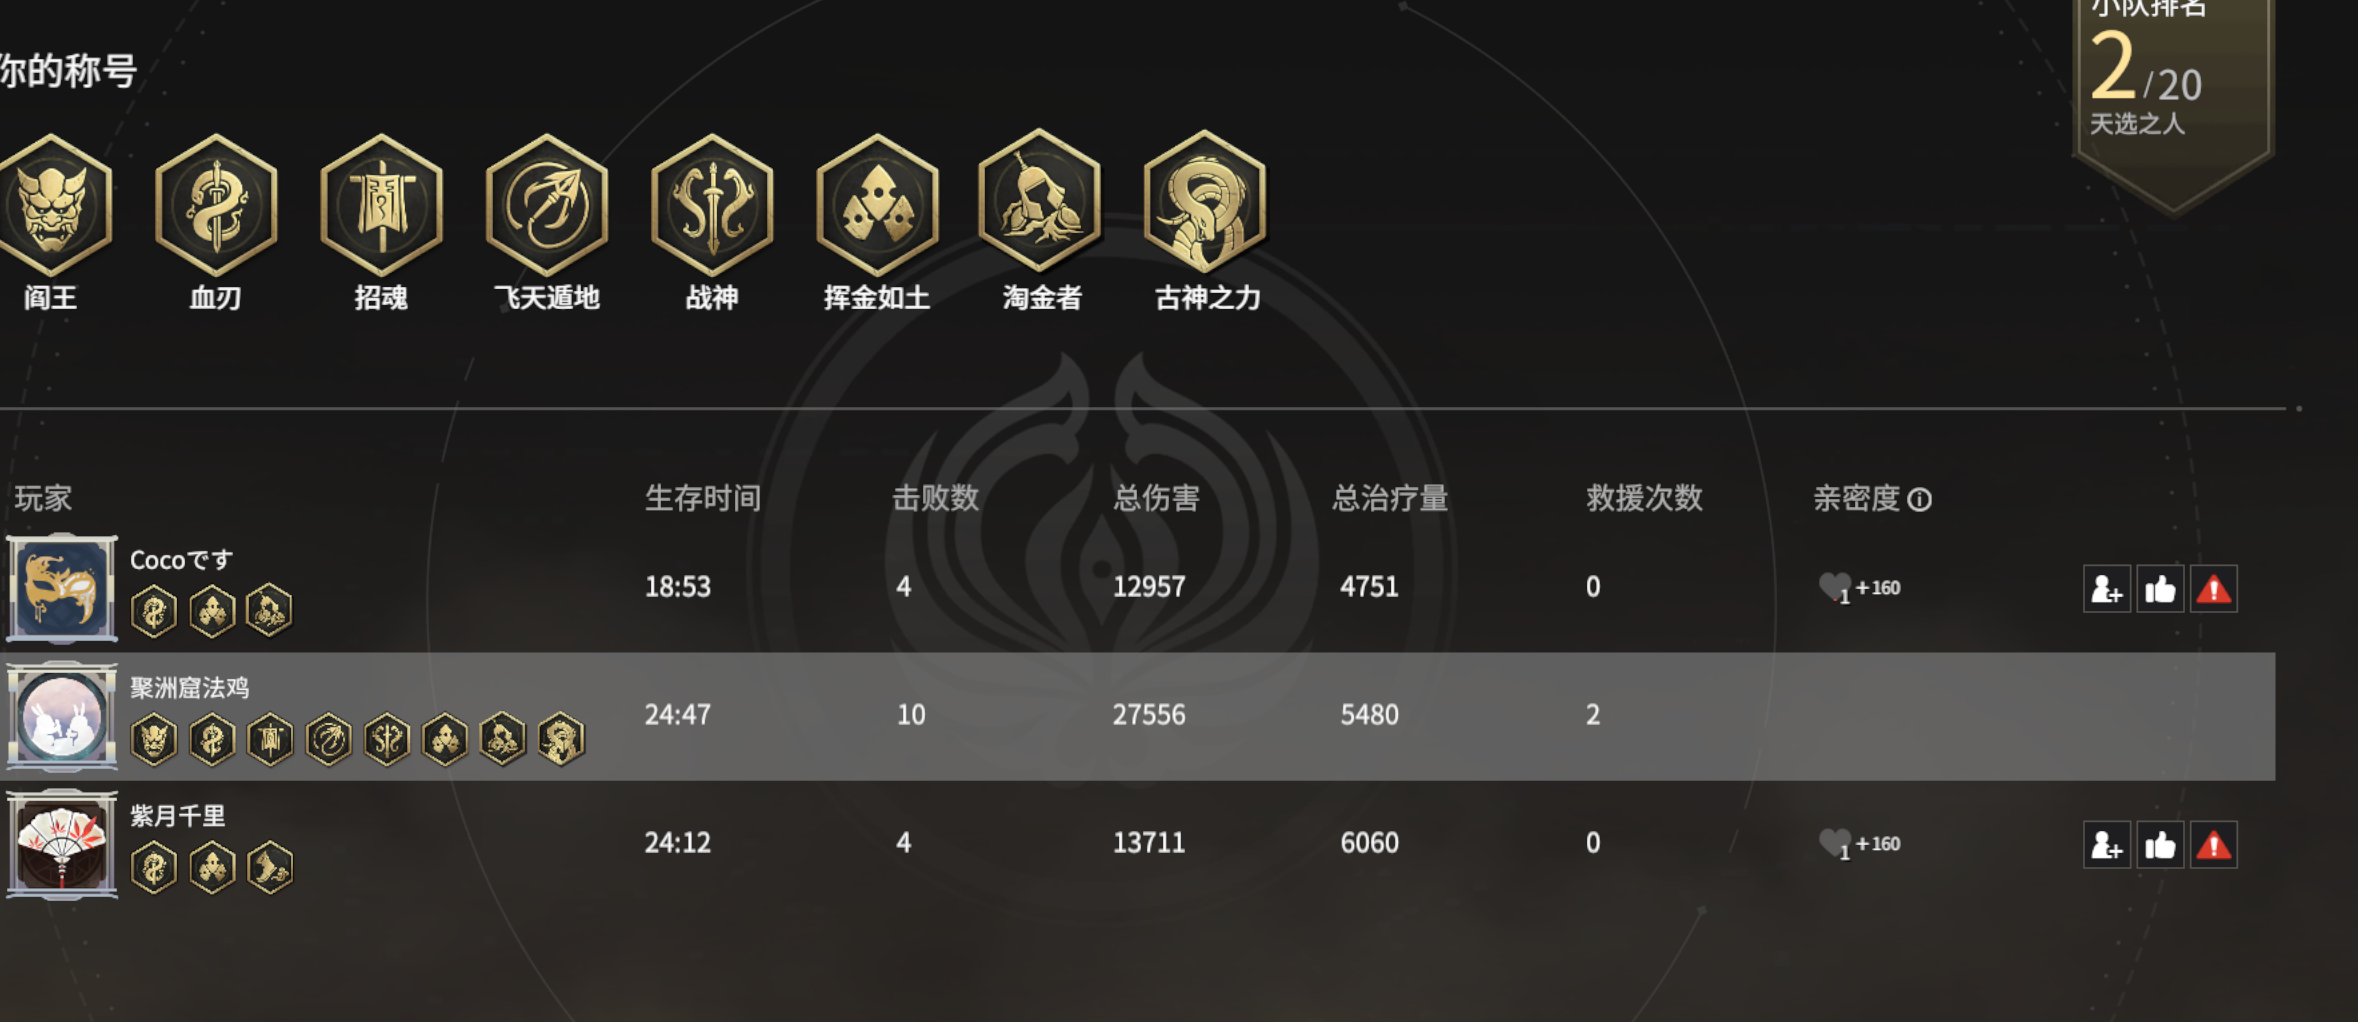 小队排名
2/20
天选之人
你的称号
阎王 血刃 招魂 飞天遁地 战神 挥金如土 淘金者 古神之力
玩家 生存时间 击败数 总伤害 总治疗量 救援次数 亲密度
Cocoです
18:53 4 12957 4751 0 1 +160
聚洲窟法鸡
24:47 10 27556 5480 2
紫月千里
24:12 4 13711 6060 0 1 +160